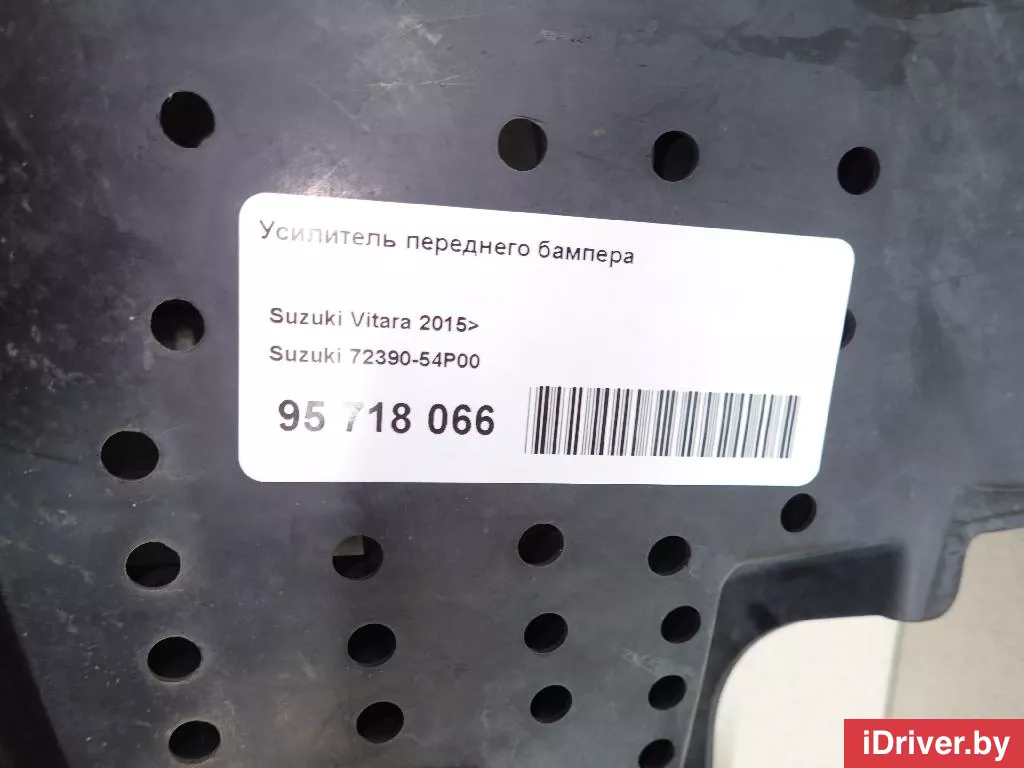 Усилитель переднего бампера
Suzuki Vitara 2015>
Suzuki 72390-54P00
95 718 066
iDriver.by